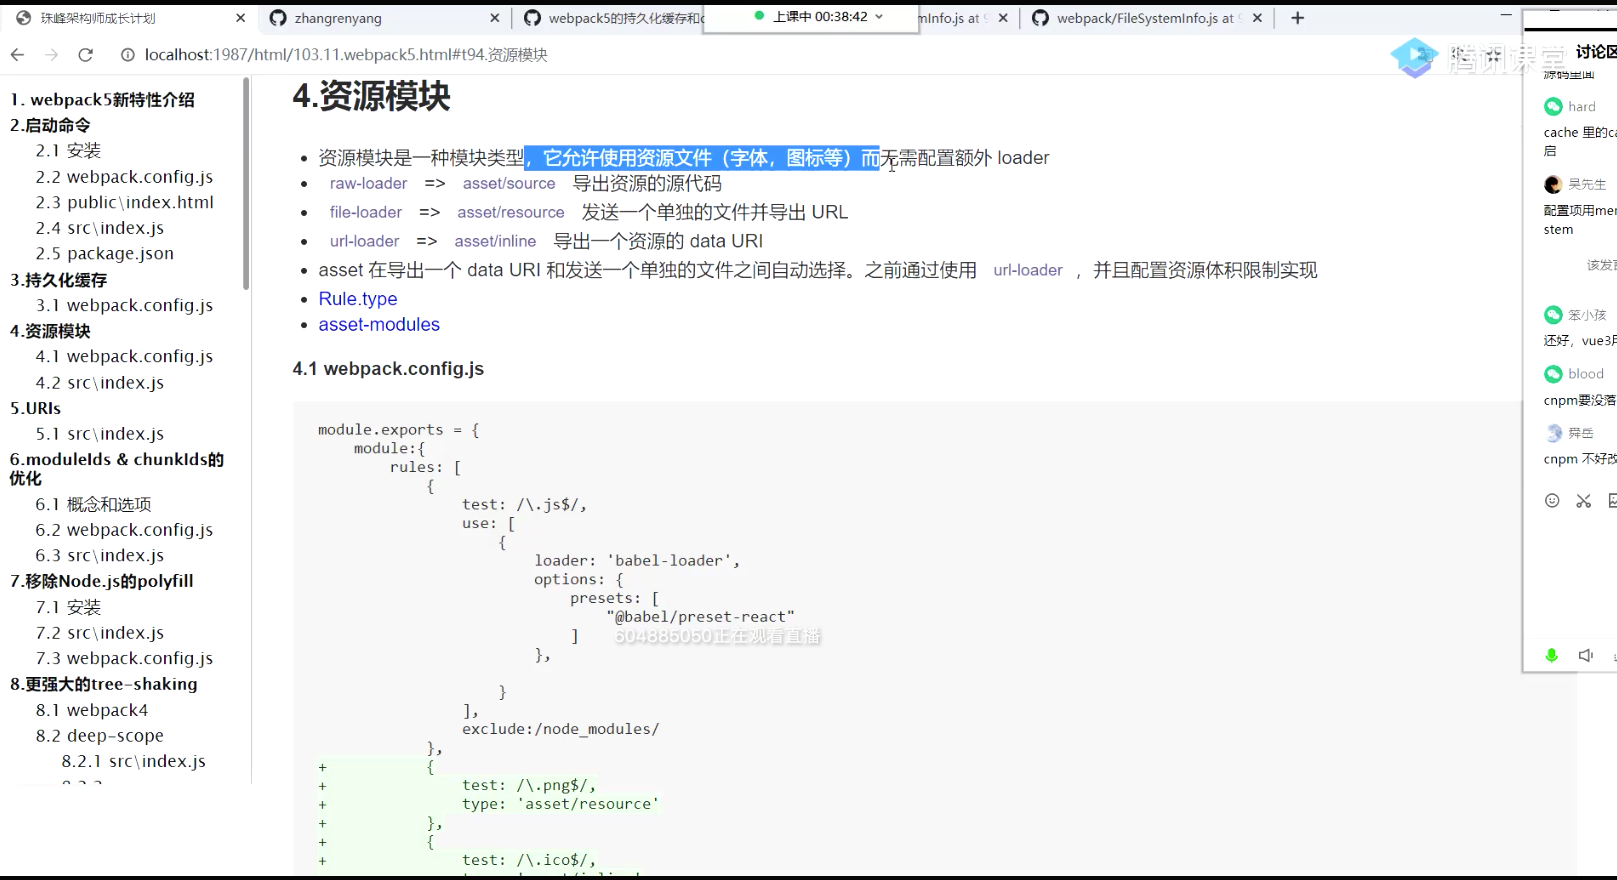 珠峰架构师成长计划
zhangrenyang
webpack5的持久化缓存和c
上课中 00:38:42
mInfo.js at
webpack/FileSystemInfo.js at
localhost:1987/html/103.11.webpack5.html#t94.资源模块
腾讯课堂
1. webpack5新特性介绍
2.启动命令
2.1 安装
2.2 webpack.config.js
2.3 public\index.html
2.4 src\index.js
2.5 package.json
3.持久化缓存
3.1 webpack.config.js
4.资源模块
4.1 webpack.config.js
4.2 src\index.js
5.URIs
5.1 src\index.js
6.moduleIds & chunkIds的
优化
6.1 概念和选项
6.2 webpack.config.js
6.3 src\index.js
7.移除Node.js的polyfill
7.1 安装
7.2 src\index.js
7.3 webpack.config.js
8.更强大的tree-shaking
8.1 webpack4
8.2 deep-scope
8.2.1 src\index.js
4.资源模块
• 资源模块是一种模块类型，它允许使用资源文件（字体，图标等）而无需配置额外 loader
• raw-loader => asset/source 导出资源的源代码
• file-loader => asset/resource 发送一个单独的文件并导出 URL
• url-loader => asset/inline 导出一个资源的 data URI
• asset 在导出一个 data URI 和发送一个单独的文件之间自动选择。之前通过使用 url-loader ，并且配置资源体积限制实现
• Rule.type
• asset-modules
4.1 webpack.config.js
module.exports = {
module:{
rules: [
{
test: /\.js$/,
use: [
{
loader: 'babel-loader',
options: {
presets: [
"@babel/preset-react"
]
604885050正在观看直播
},
}
],
exclude:/node_modules/
},
+ {
+ test: /\.png$/,
+ type: 'asset/resource'
+ },
+ {
+ test: /\.ico$/,
讨论区
源码里面
hard
cache 里的ca
启
吴先生
配置项用mem
stem
该发
笨小孩
还好，vue3用
blood
cnpm要没落
舜岳
cnpm 不好改